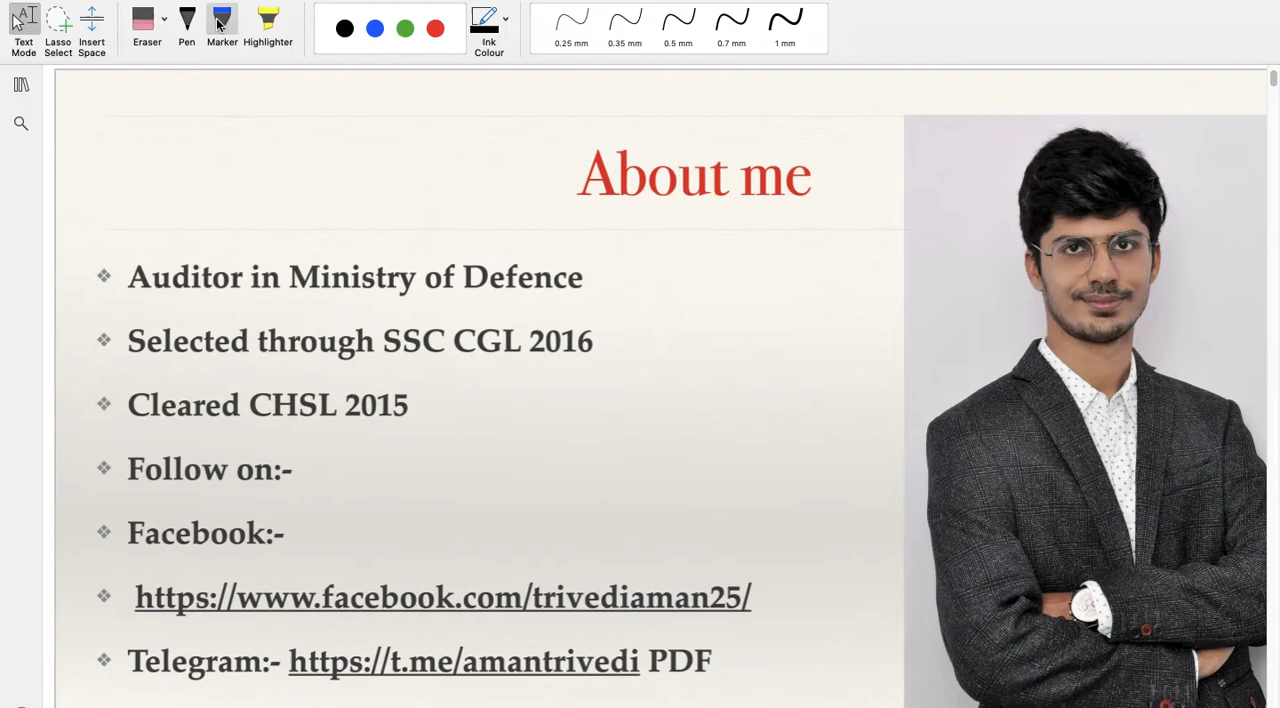 Text Mode
Lasso Select
Insert Space
Eraser
Pen
Marker
Highlighter
Ink Colour
0.25 mm
0.35 mm
0.5 mm
0.7 mm
1 mm
About me
Auditor in Ministry of Defence
Selected through SSC CGL 2016
Cleared CHSL 2015
Follow on:-
Facebook:-
https://www.facebook.com/trivediaman25/
Telegram:- https://t.me/amantrivedi PDF